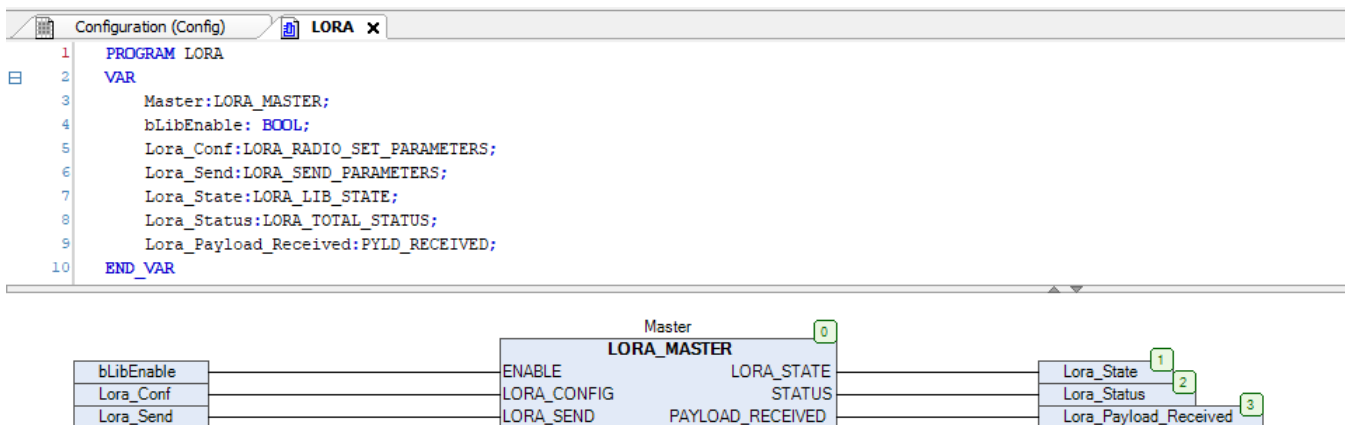 Configuration (Config) LORA X
1 PROGRAM LORA
2 VAR
3 Master:LORA_MASTER;
4 bLibEnable: BOOL;
5 Lora_Conf:LORA_RADIO_SET_PARAMETERS;
6 Lora_Send:LORA_SEND_PARAMETERS;
7 Lora_State:LORA_LIB_STATE;
8 Lora_Status:LORA_TOTAL_STATUS;
9 Lora_Payload_Received:PYLD_RECEIVED;
10 END_VAR
Master 0
LORA_MASTER
bLibEnable ENABLE LORA_STATE Lora_State 1
Lora_Conf LORA_CONFIG STATUS Lora_Status 2
Lora_Send LORA_SEND PAYLOAD_RECEIVED Lora_Payload_Received 3